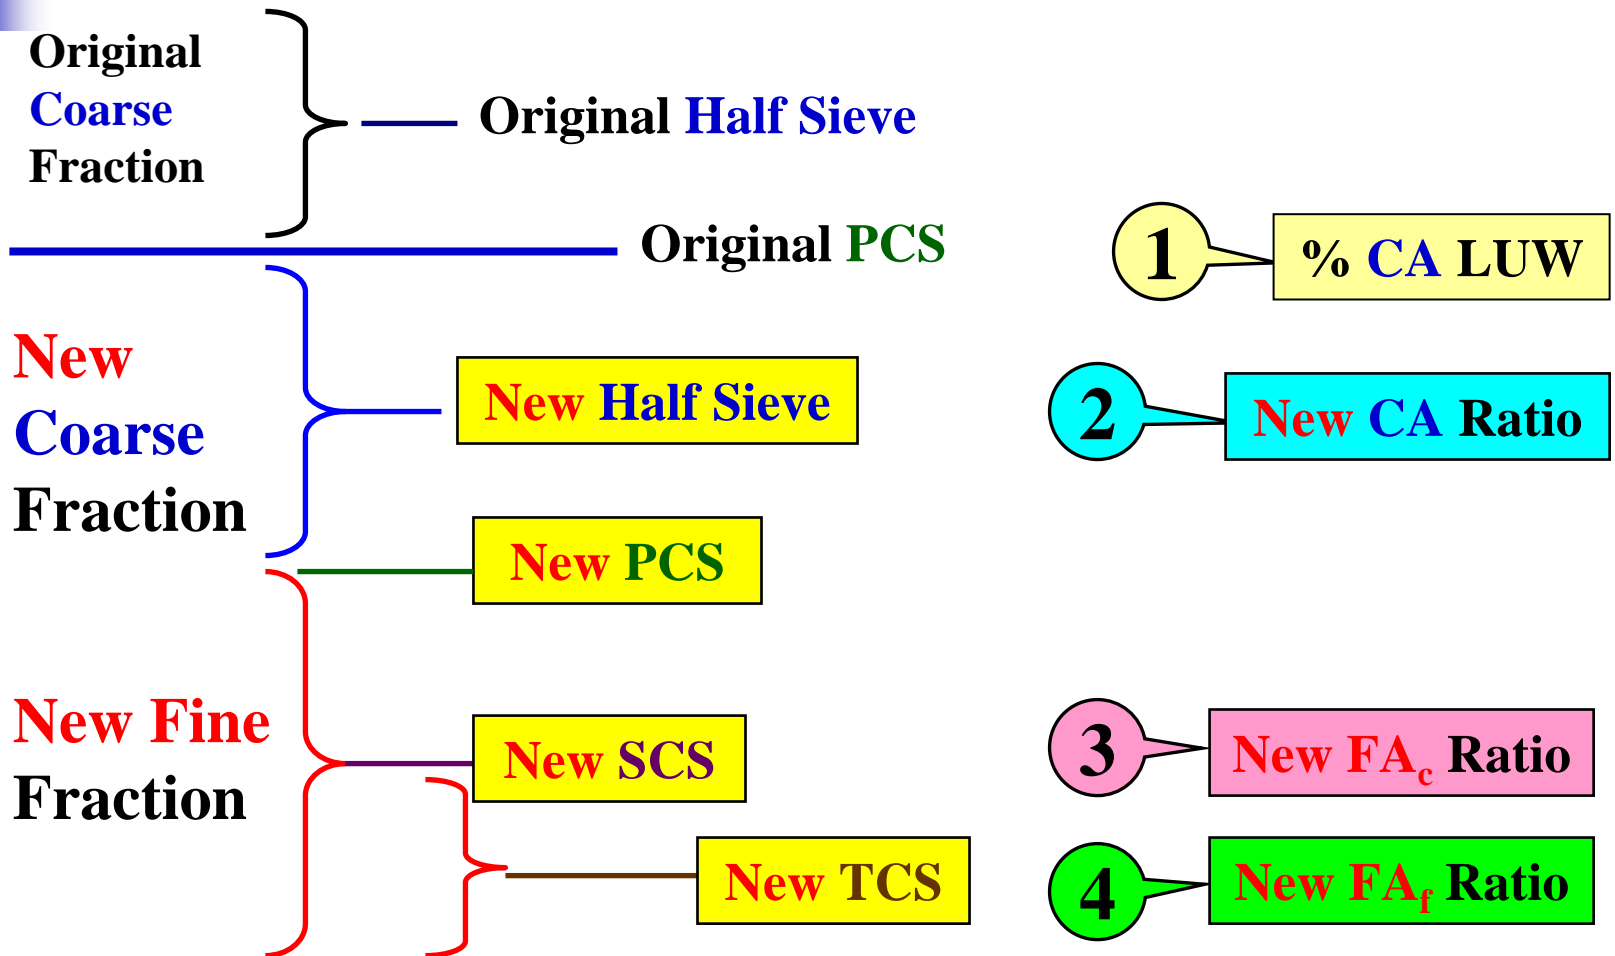 Original
Coarse
Fraction
Original Half Sieve
Original PCS
1
% CA LUW
New
Coarse
Fraction
New Half Sieve
2
New CA Ratio
New PCS
New Fine
Fraction
New SCS
3
New FAc Ratio
New TCS
4
New FAf Ratio